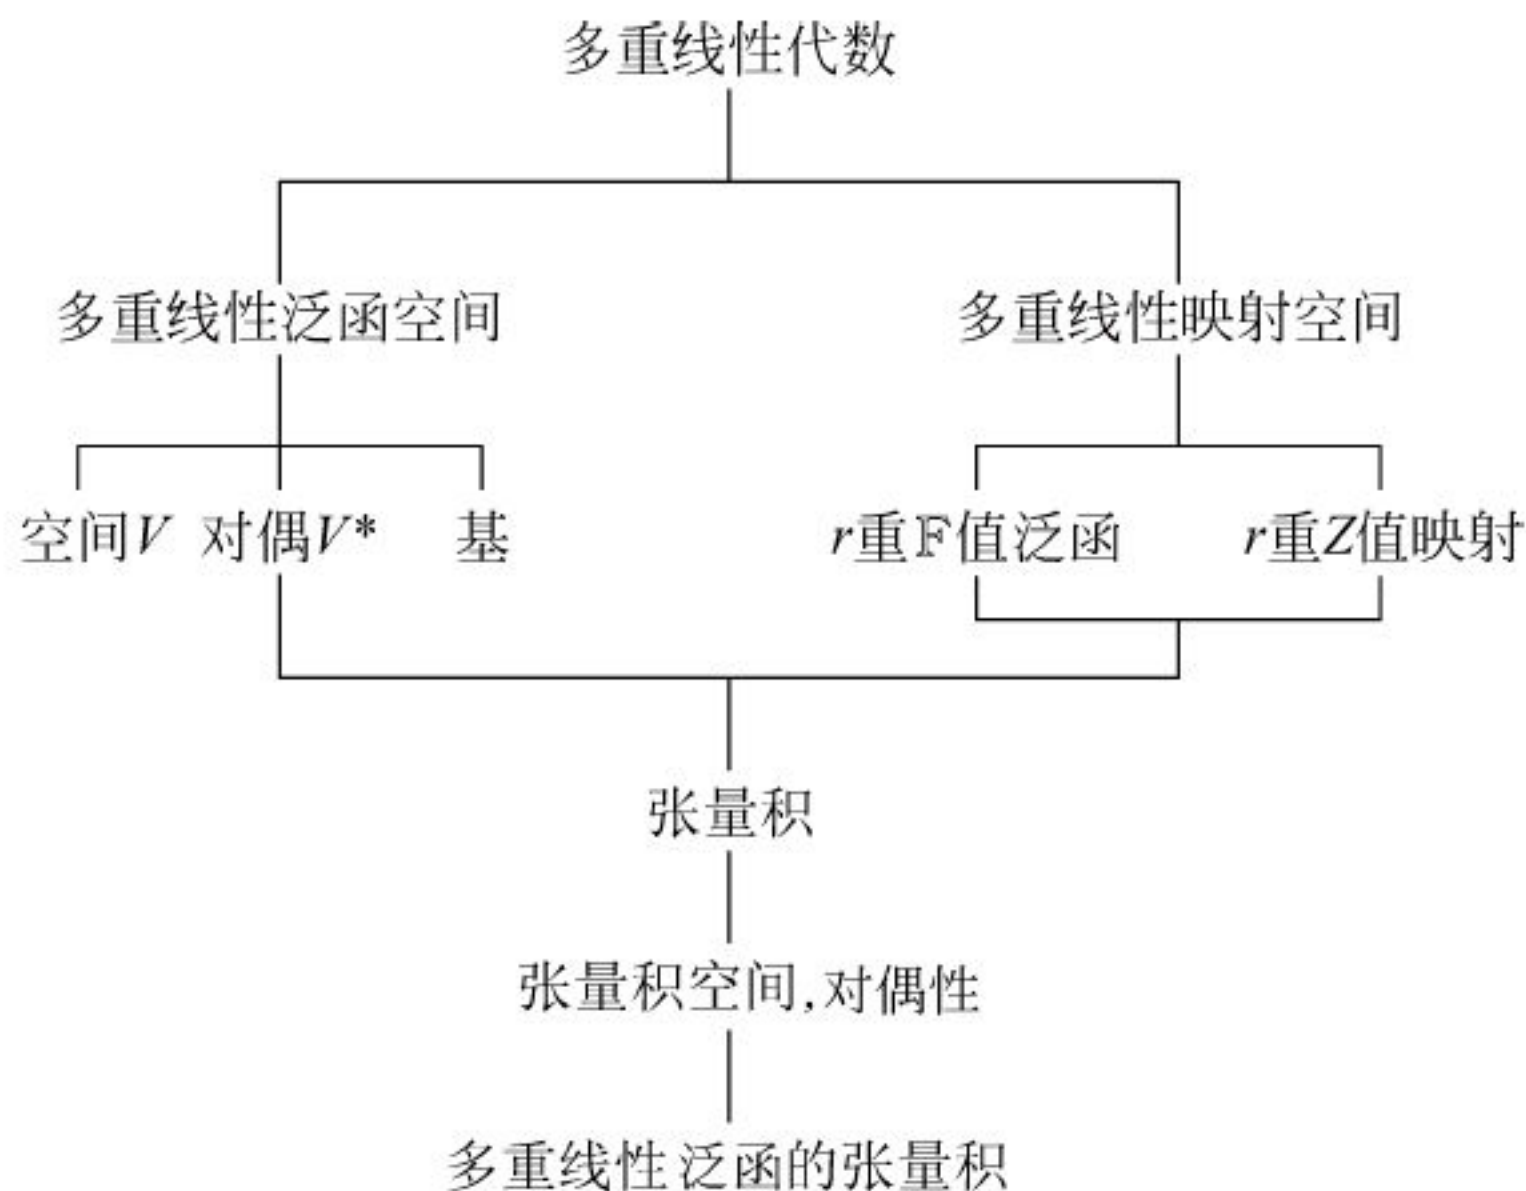 多重线性代数
多重线性泛函空间 多重线性映射空间
空间V 对偶V* 基 r重𝔽值泛函 r重Z值映射
张量积
张量积空间,对偶性
多重线性泛函的张量积